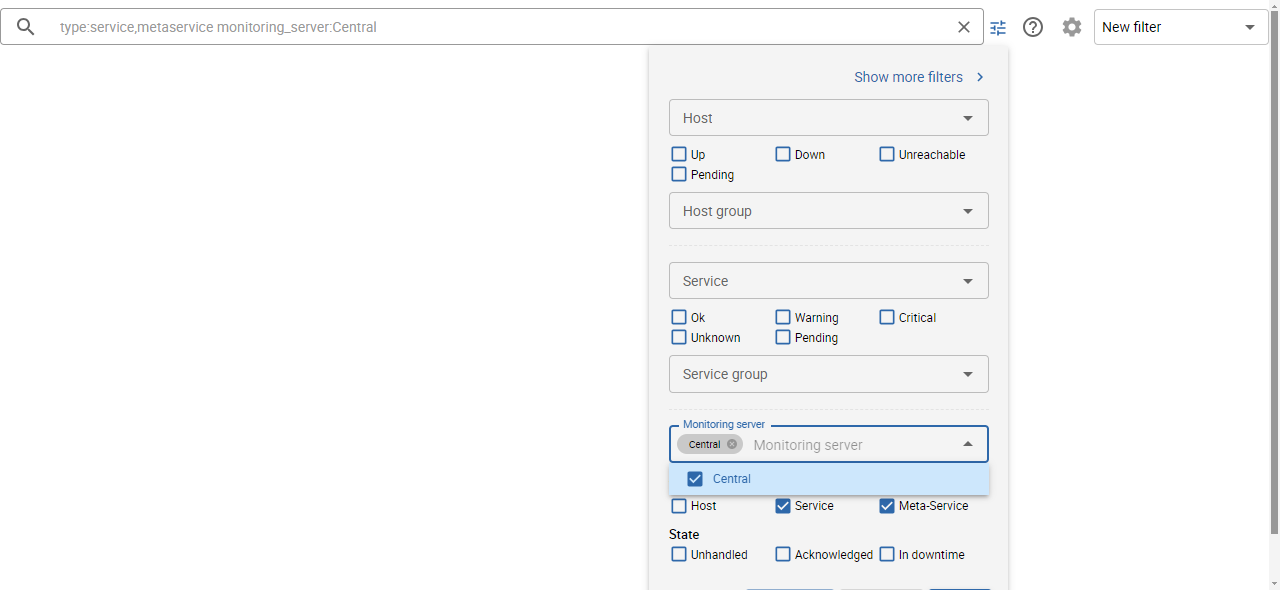 type:service,metaservice monitoring_server:Central
New filter
Show more filters
Host
Up Down Unreachable
Pending
Host group
Service
Ok Warning Critical
Unknown Pending
Service group
Monitoring server
Central Monitoring server
Central
Host Service Meta-Service
State
Unhandled Acknowledged In downtime